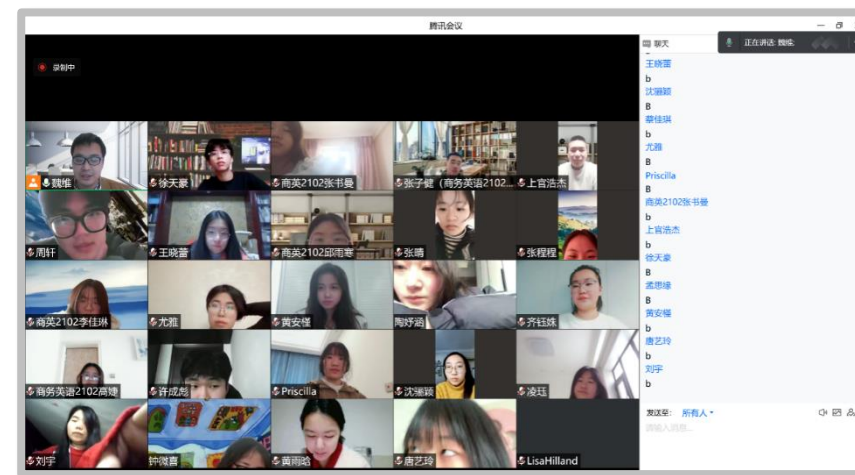 腾讯会议
录制中
魏维
徐天豪
商英2102张书曼
张子健（商务英语2102...
上官浩杰
周轩
王晓蕾
商英2102邱雨寒
张晴
张程程
商英2102李佳琳
尤雅
黄安槿
陶妤涵
齐钰姝
商务英语2102高婕
许成彪
Priscilla
沈骊颖
凌珏
刘宇
钟微喜
黄雨晗
唐艺玲
LisaHilland
聊天
正在讲话: 魏维;
王晓蕾
b
沈骊颖
B
蔡佳琪
b
尤雅
B
Priscilla
B
商英2102张书曼
b
上官浩杰
b
徐天豪
B
孟思缘
B
黄安槿
b
唐艺玲
b
刘宇
b
发送至: 所有人
请输入消息...